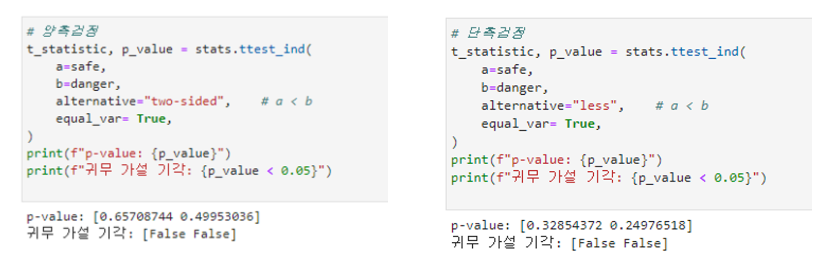 # 양측검정
t_statistic, p_value = stats.ttest_ind(
    a=safe,
    b=danger,
    alternative="two-sided",    # a < b
    equal_var= True,
)
print(f"p-value: {p_value}")
print(f"귀무 가설 기각: {p_value < 0.05}")
p-value: [0.65708744 0.49953036]
귀무 가설 기각: [False False]
# 단측검정
t_statistic, p_value = stats.ttest_ind(
    a=safe,
    b=danger,
    alternative="less",    # a < b
    equal_var= True,
)
print(f"p-value: {p_value}")
print(f"귀무 가설 기각: {p_value < 0.05}")
p-value: [0.32854372 0.24976518]
귀무 가설 기각: [False False]